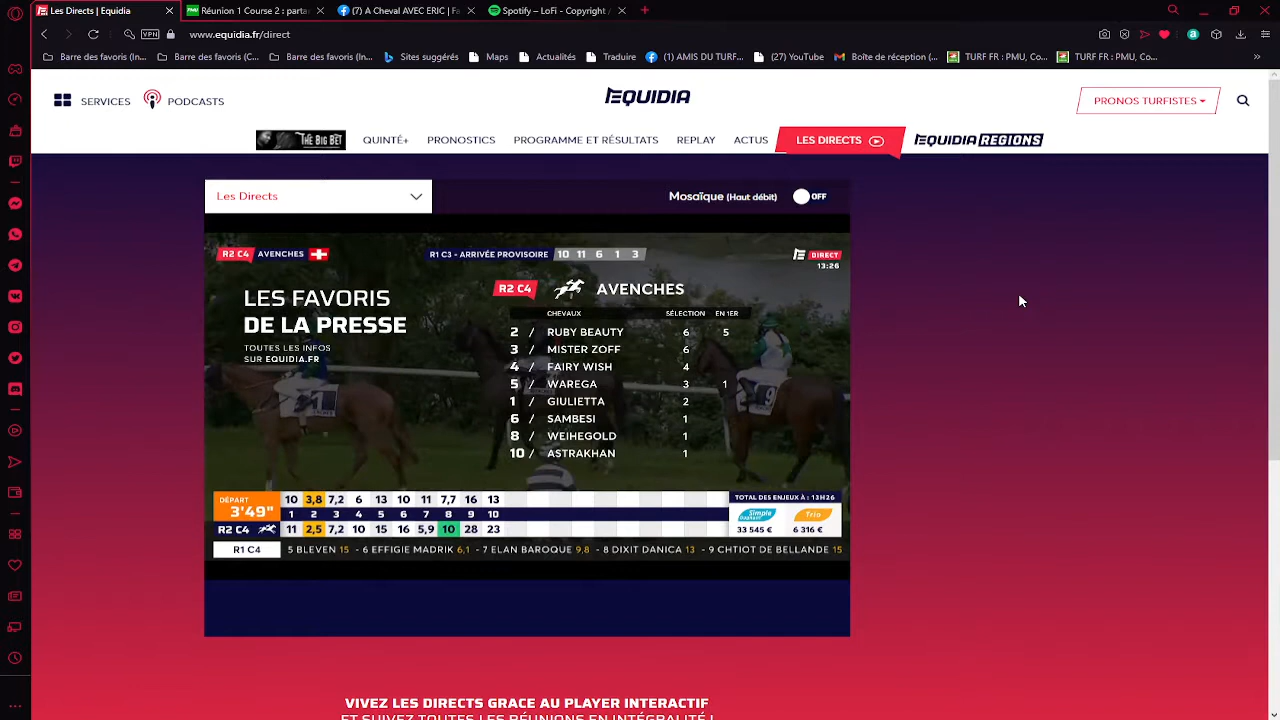 Les Directs | Equidia
Réunion 1 Course 2 : parta
(1) A Cheval AVEC ERIC | Fa
Spotify – LoFi - Copyright /
VPN
www.equidia.fr/direct
Barre des favoris (In...
Barre des favoris (C...
Barre des favoris (In...
Sites suggérés
Maps
Actualités
Traduire
(1) AMIS DU TURF...
(27) YouTube
Boîte de réception (...
TURF FR : PMU, Co...
TURF FR : PMU, Co...
SERVICES
PODCASTS
EQUIDIA
PRONOS TURFISTES
THE BIG BET
QUINTÉ+
PRONOSTICS
PROGRAMME ET RÉSULTATS
REPLAY
ACTUS
LES DIRECTS
EQUIDIA REGIONS
Les Directs
Mosaïque (Haut débit)
OFF
R2 C4 AVENCHES
R1 C3 - ARRIVÉE PROVISOIRE 10 11 6 1 3
DIRECT
13:26
LES FAVORIS
DE LA PRESSE
TOUTES LES INFOS
SUR EQUIDIA.FR
R2 C4 AVENCHES
CHEVAUX SÉLECTION EN 1ER
2 / RUBY BEAUTY 6 5
3 / MISTER ZOFF 6
4 / FAIRY WISH 4
5 / WAREGA 3 1
1 / GIULIETTA 2
6 / SAMBESI 1
8 / WEIHEGOLD 1
10 / ASTRAKHAN 1
DÉPART
3'49"
R2 C4
10 3,8 7,2 6 13 10 11 7,7 16 13
1 2 3 4 5 6 7 8 9 10
11 2,5 7,2 10 15 16 5,9 10 28 23
TOTAL DES ENJEUX À : 13H26
Simple Trio
33 545 € 6 316 €
R1 C4
5 BLEVEN 15 - 6 EFFIGIE MADRIK 6,1 - 7 ELAN BAROQUE 9,8 - 8 DIXIT DANICA 13 - 9 CHTIOT DE BELLANDE 15
VIVEZ LES DIRECTS GRACE AU PLAYER INTERACTIF
ET SUIVEZ TOUTES LES RÉUNIONS EN INTÉGRALITÉ !